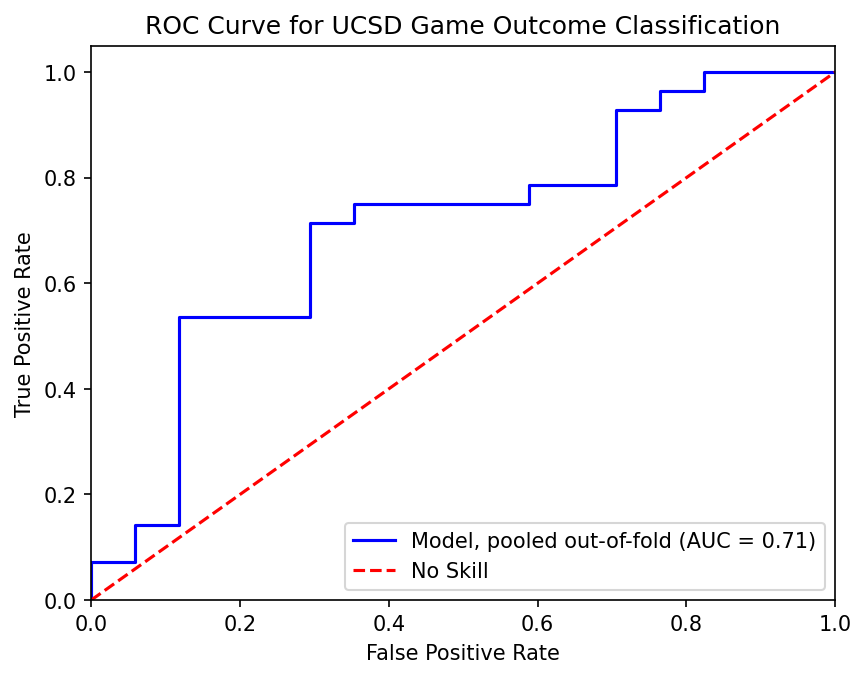 ROC Curve for UCSD Game Outcome Classification
1.0
0.8
0.6
0.4
0.2
0.0
True Positive Rate
Model, pooled out-of-fold (AUC = 0.71)
No Skill
0.0 0.2 0.4 0.6 0.8 1.0
False Positive Rate